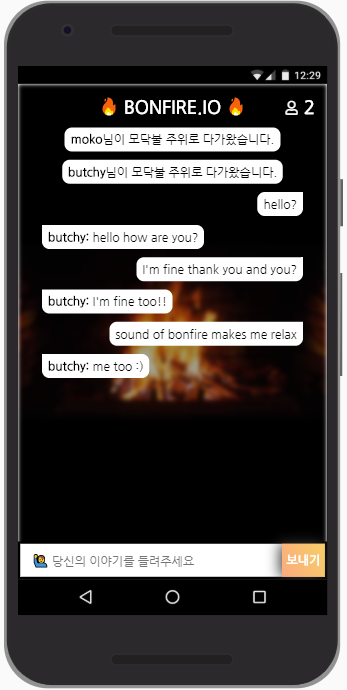 12:29
🔥 BONFIRE.IO 🔥 2
moko님이 모닥불 주위로 다가왔습니다.
butchy님이 모닥불 주위로 다가왔습니다.
hello?
butchy: hello how are you?
I'm fine thank you and you?
butchy: I'm fine too!!
sound of bonfire makes me relax
butchy: me too :)
🙋 당신의 이야기를 들려주세요 보내기